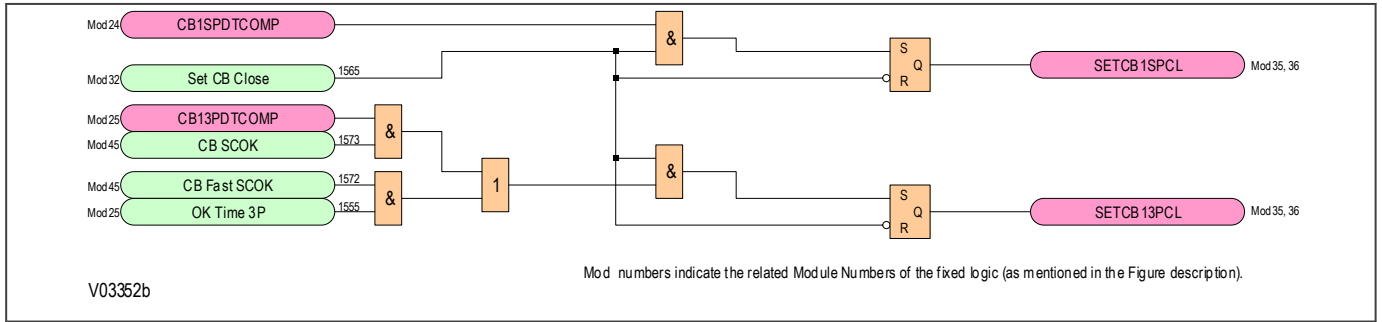 Mod 24 CB1SPDTCOMP & S Q R SETCB1SPCL Mod 35, 36
Mod 32 Set CB Close 1565
Mod 25 CB13PDTCOMP &
Mod 45 CB SCOK 1573
Mod 45 CB Fast SCOK 1572 & 1 & S Q R SETCB13PCL Mod 35, 36
Mod 25 OK Time 3P 1555
Mod numbers indicate the related Module Numbers of the fixed logic (as mentioned in the Figure description).
V03352b